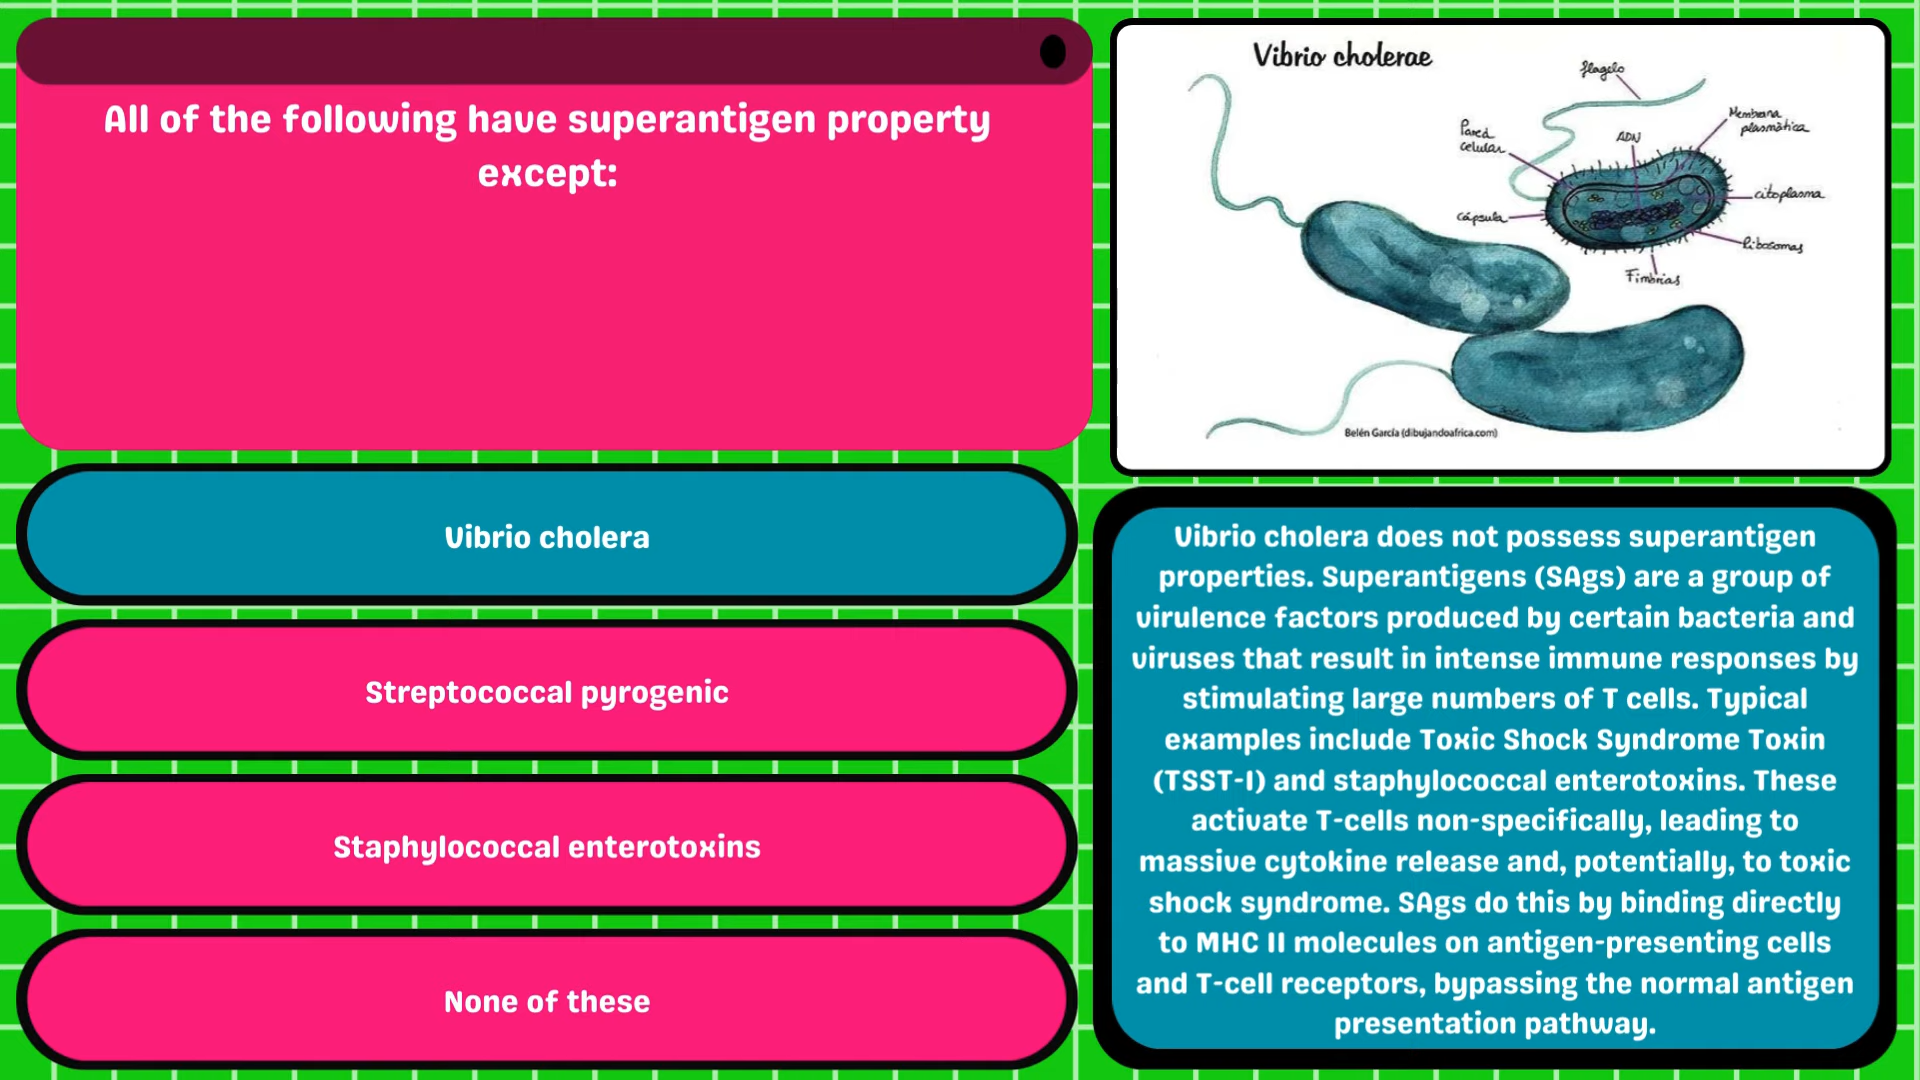 All of the following have superantigen property
except:
Vibrio cholera
Streptococcal pyrogenic
Staphylococcal enterotoxins
None of these
Vibrio cholerae
flagelo
Membrana
plasmática
Pared
celular
ADN
citoplasma
cápsula
Ribosomas
Fimbrias
Belén García (dibujandoafrica.com)
Vibrio cholera does not possess superantigen
properties. Superantigens (SAgs) are a group of
virulence factors produced by certain bacteria and
viruses that result in intense immune responses by
stimulating large numbers of T cells. Typical
examples include Toxic Shock Syndrome Toxin
(TSST-1) and staphylococcal enterotoxins. These
activate T-cells non-specifically, leading to
massive cytokine release and, potentially, to toxic
shock syndrome. SAgs do this by binding directly
to MHC II molecules on antigen-presenting cells
and T-cell receptors, bypassing the normal antigen
presentation pathway.